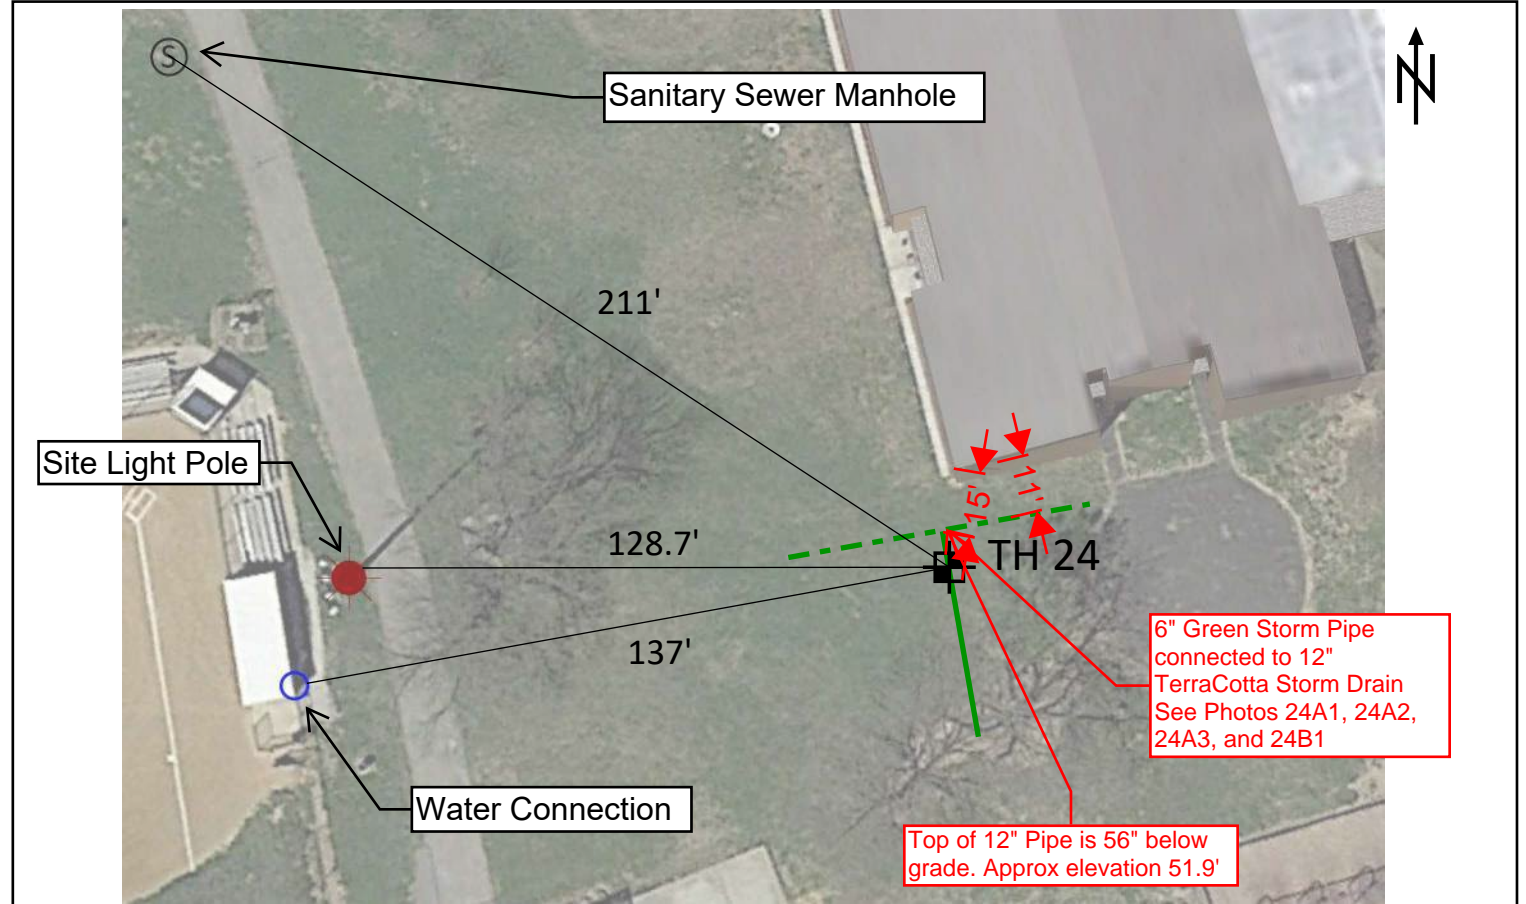 S
Sanitary Sewer Manhole
N
211'
Site Light Pole
15'
11'
128.7'
TH 24
137'
6" Green Storm Pipe
connected to 12"
TerraCotta Storm Drain
See Photos 24A1, 24A2,
24A3, and 24B1
Water Connection
Top of 12" Pipe is 56" below
grade. Approx elevation 51.9'